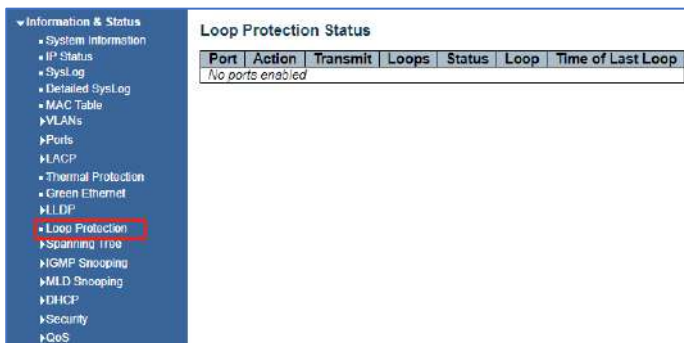 Information & Status
System Information
IP Status
SysLog
Detailed SysLog
MAC Table
VLANs
Ports
LACP
Thermal Protection
Green Ethernet
LLDP
Loop Protection
Spanning Tree
IGMP Snooping
MLD Snooping
DHCP
Security
QoS
Loop Protection Status
Port Action Transmit Loops Status Loop Time of Last Loop
No ports enabled